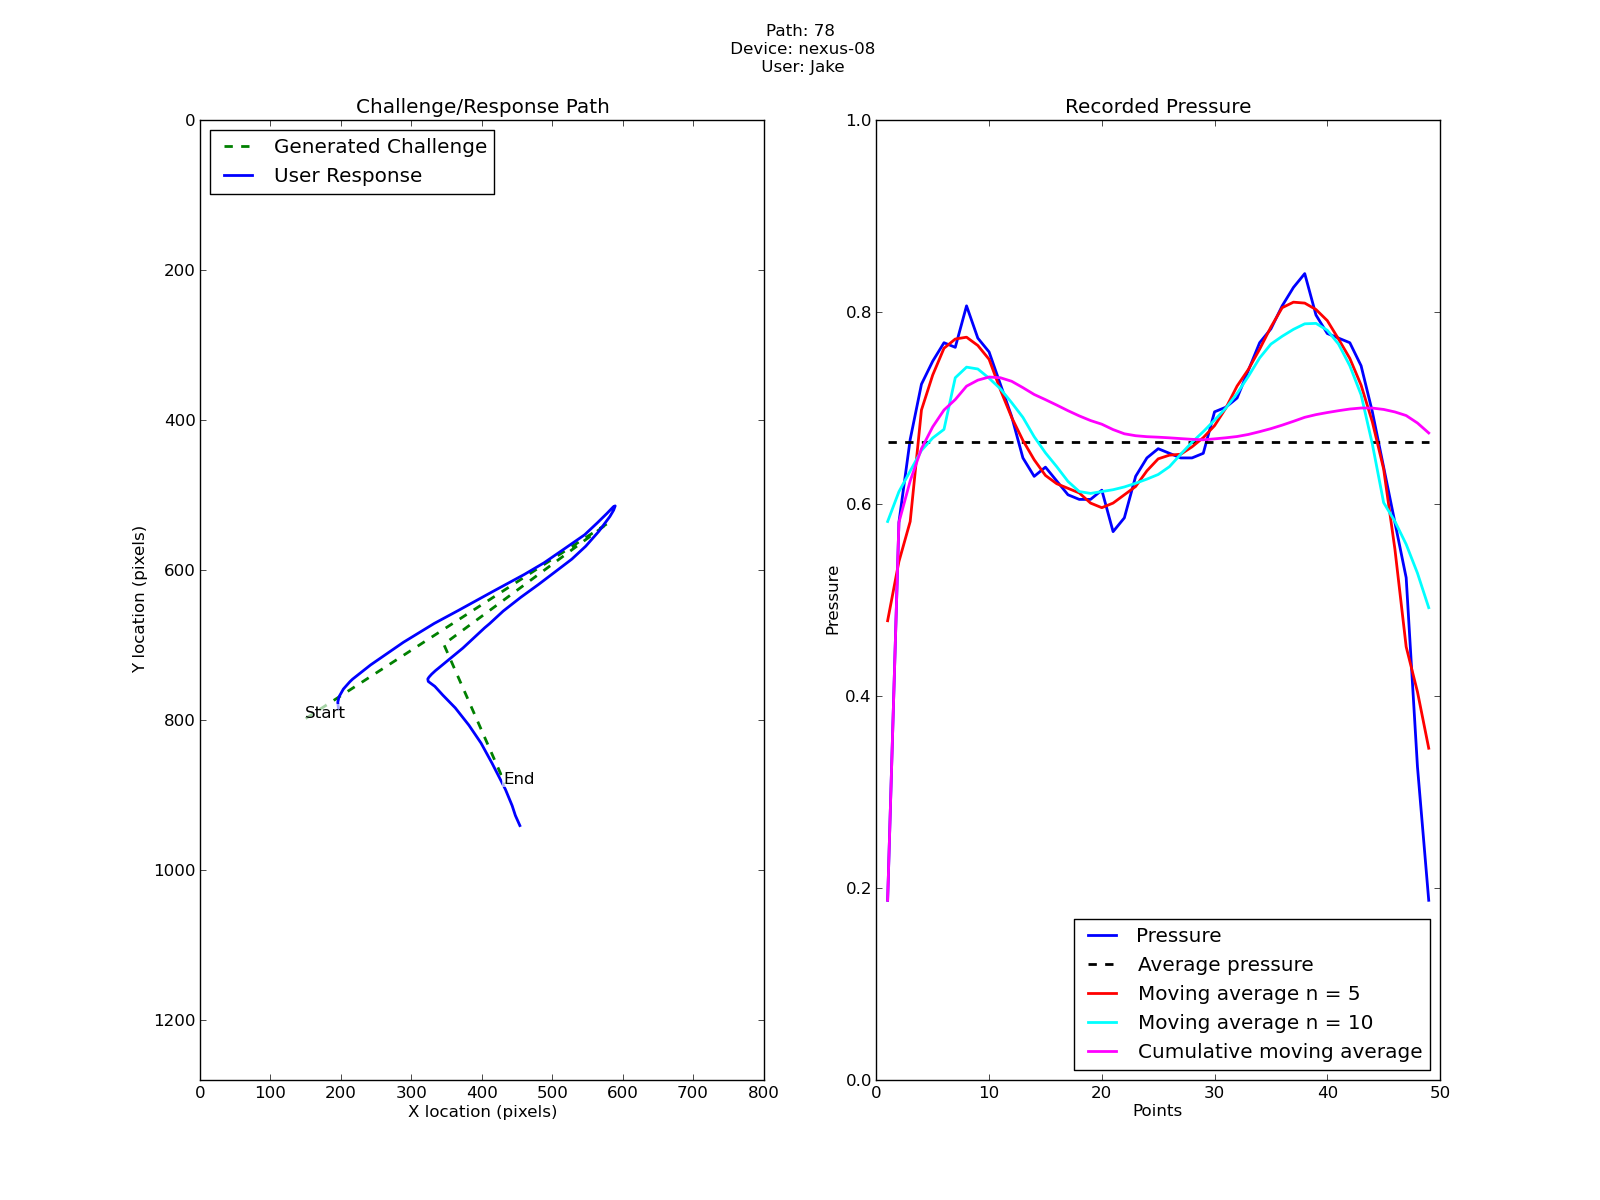 Path: 78
Device: nexus-08
User: Jake
Challenge/Response Path
Generated Challenge
User Response
0
200
400
600
800
1000
1200
Y location (pixels)
Start
End
0 100 200 300 400 500 600 700 800
X location (pixels)
Recorded Pressure
1.0
0.8
0.6
0.4
0.2
0.0
Pressure
Pressure
Average pressure
Moving average n = 5
Moving average n = 10
Cumulative moving average
0 10 20 30 40 50
Points